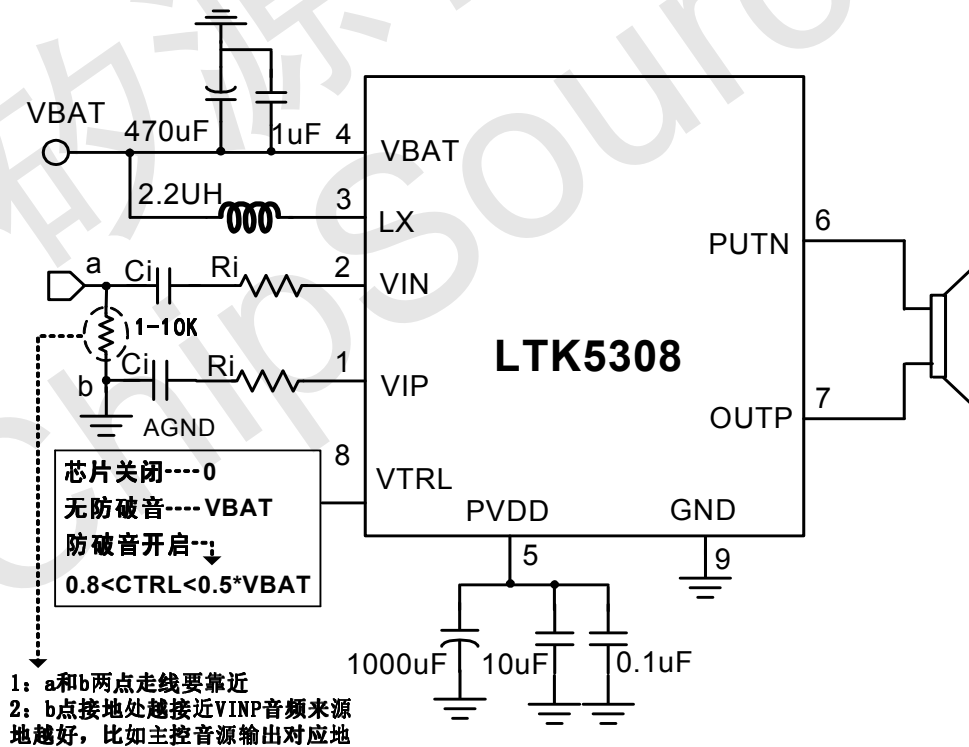 VBAT
470uF
1uF
4
VBAT
2.2UH
3
LX
6
PUTN
a
Ci
Ri
2
VIN
1-10K
LTK5308
b
Ci
Ri
1
VIP
7
OUTP
AGND
8
VTRL
芯片关闭----0
无防破音----VBAT
防破音开启--
0.8<CTRL<0.5*VBAT
PVDD
GND
5
9
1000uF
10uF
0.1uF
1：a和b两点走线要靠近
2：b点接地处越接近VINP音频来源
地越好，比如主控音源输出对应地
ChipSource